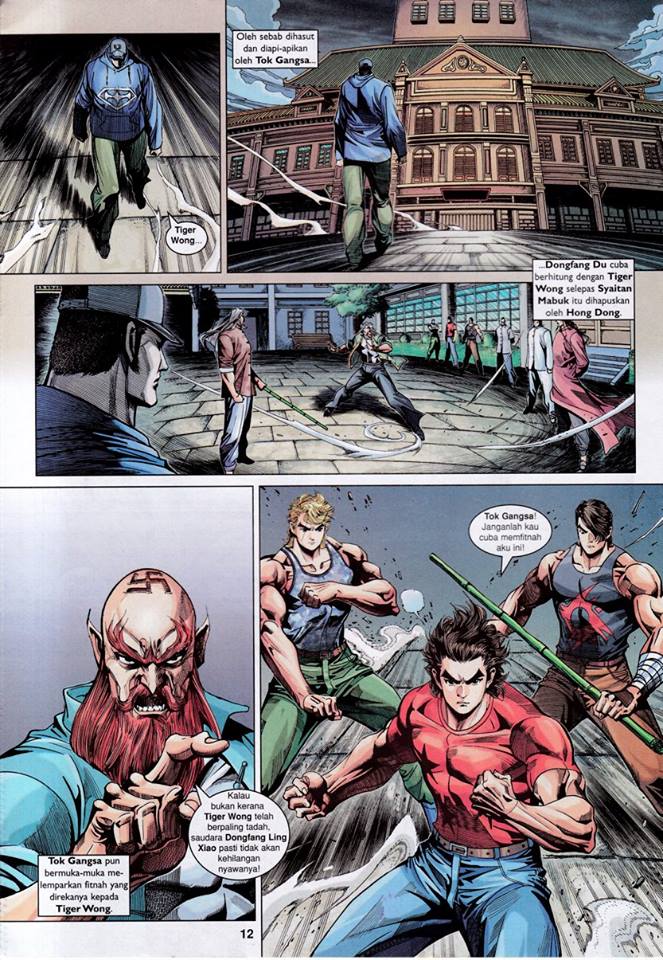 Tiger
Wong...
Oleh sebab dihasut
dan diapi-apikan
oleh Tok Gangsa...
...Dongfang Du cuba
berhitung dengan Tiger
Wong selepas Syaitan
Mabuk itu dihapuskan
oleh Hong Dong.
Kalau
bukan kerana
Tiger Wong telah
berpaling tadah,
saudara Dongfang Ling
Xiao pasti tidak akan
kehilangan
nyawanya!
Tok Gangsa pun
bermuka-muka me-
lemparkan fitnah yang
direkanya kepada
Tiger Wong.
Tok Gangsa!
Janganlah kau
cuba memfitnah
aku ini!
12